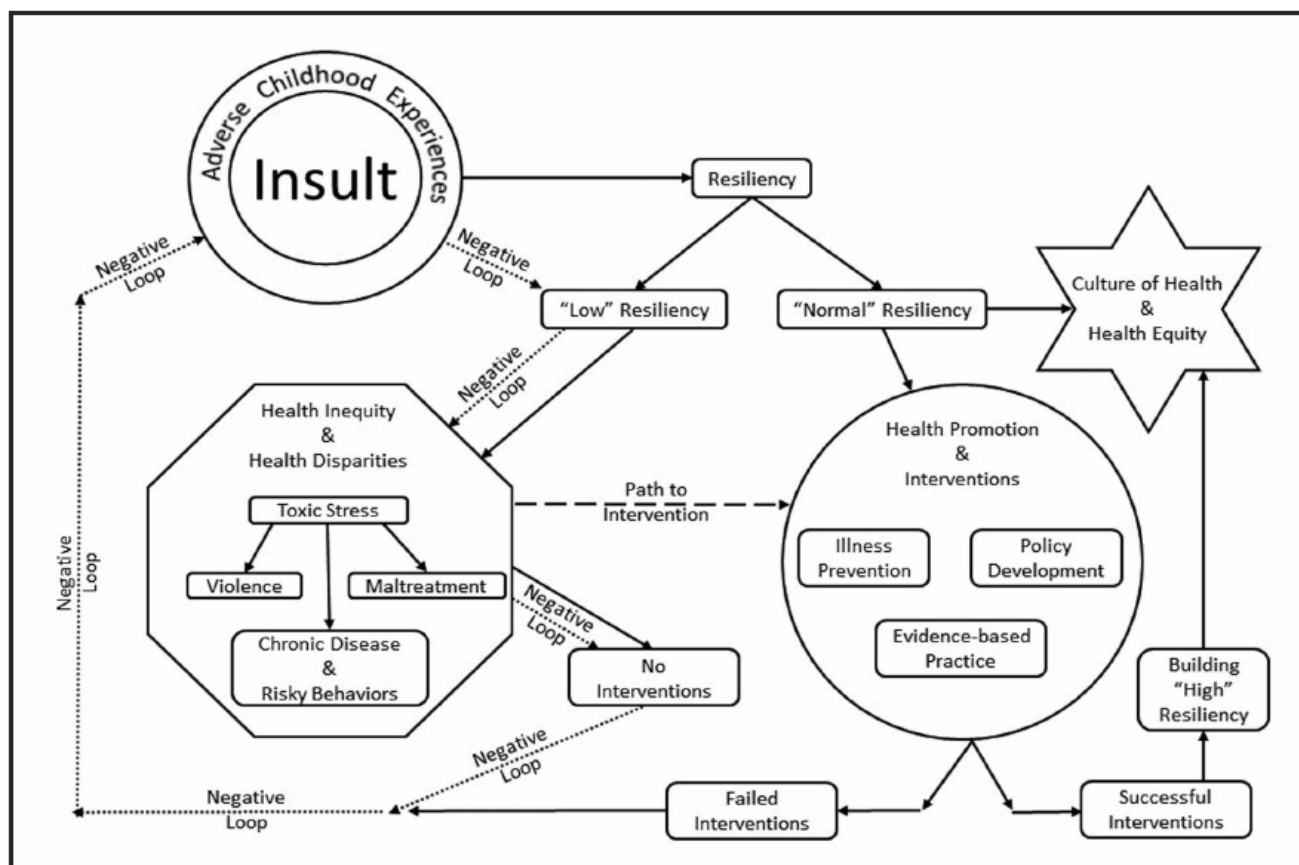 Adverse Childhood Experiences
Insult
Resiliency
Negative
Loop
Negative
Loop
"Low" Resiliency
"Normal" Resiliency
Culture of Health
&
Health Equity
Negative
Loop
Health Inequity
&
Health Disparities
Toxic Stress
Violence
Maltreatment
Chronic Disease
&
Risky Behaviors
Path to
Intervention
Health Promotion
&
Interventions
Illness
Prevention
Policy
Development
Evidence-based
Practice
Negative
Loop
Negative
Loop
No
Interventions
Building
"High"
Resiliency
Negative
Loop
Negative
Loop
Failed
Interventions
Successful
Interventions